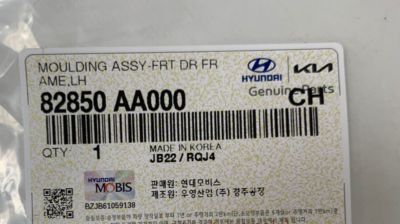 MOULDING ASSY-FRT DR FR
AME,LH
HYUNDAI KIA
82850 AA000
Genuine Parts
CH
QTY 1
MADE IN KOREA
JB22 / RQJ4
HYUNDAI
MOBIS
BZJB61059138
판매원: 현대모비스
제조원: 우영산업 (주) 경주공장